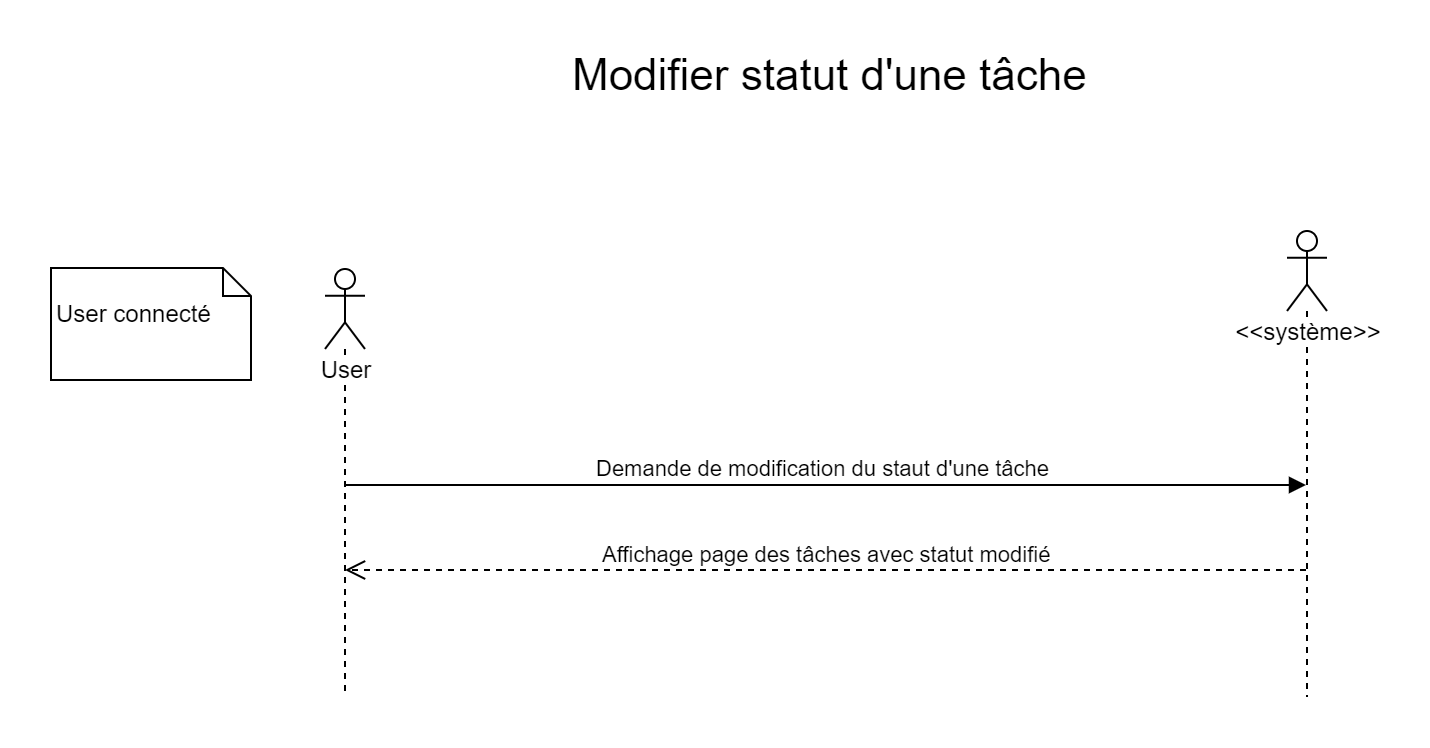 Modifier statut d'une tâche
User connecté
User
<<système>>
Demande de modification du staut d'une tâche
Affichage page des tâches avec statut modifié